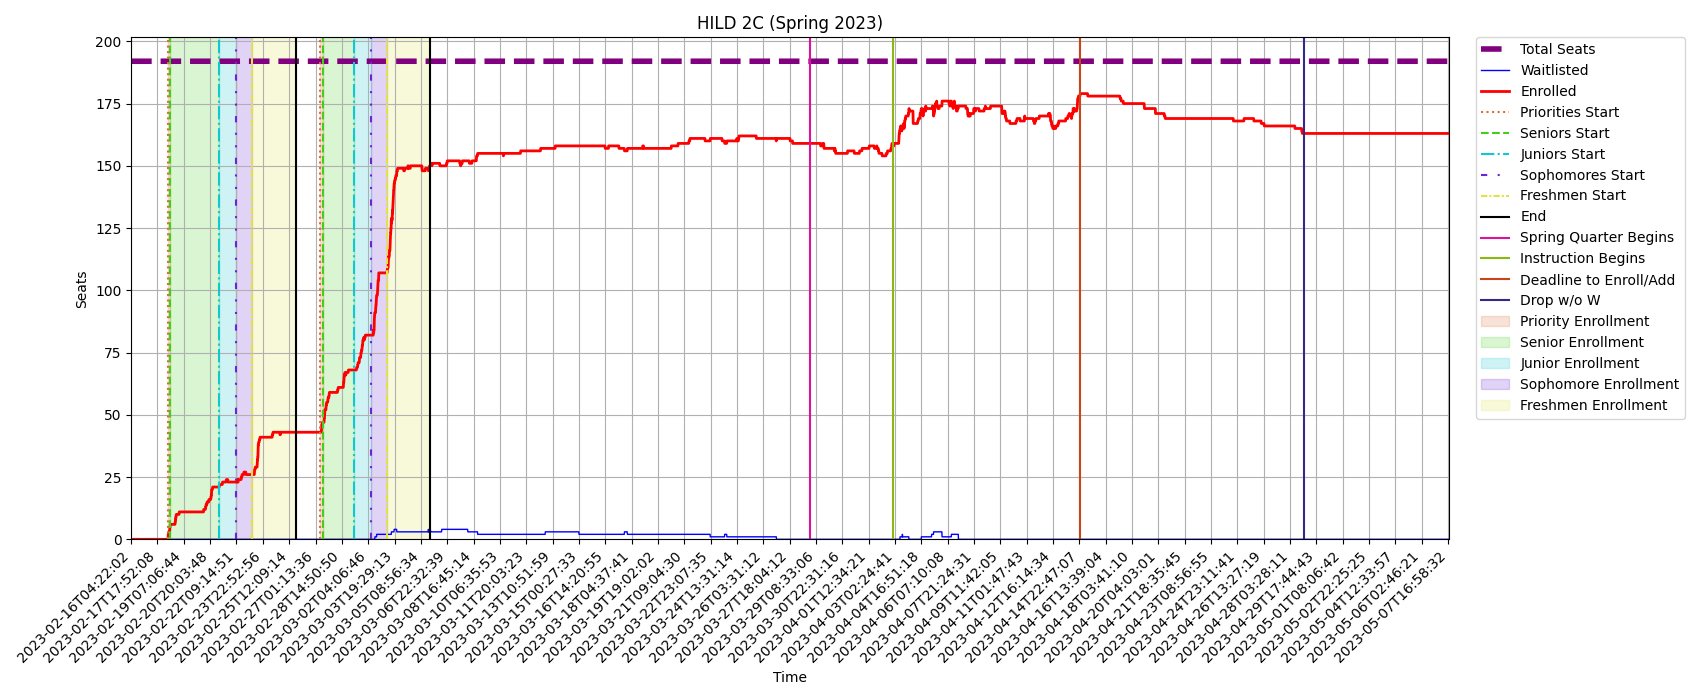 HILD 2C (Spring 2023)
200
175
150
125
100
75
50
25
0
Seats
2023-02-16T04:22:02
2023-02-17T17:52:08
2023-02-19T07:06:44
2023-02-20T20:03:48
2023-02-22T09:14:51
2023-02-23T22:52:56
2023-02-25T12:09:14
2023-02-27T01:13:36
2023-02-28T14:50:50
2023-03-02T04:06:46
2023-03-03T19:29:13
2023-03-05T08:56:34
2023-03-06T22:32:39
2023-03-08T16:45:14
2023-03-10T06:35:53
2023-03-11T20:03:23
2023-03-13T10:51:59
2023-03-15T00:27:33
2023-03-16T14:20:55
2023-03-18T04:37:41
2023-03-19T19:02:02
2023-03-21T09:04:30
2023-03-22T23:07:35
2023-03-24T13:31:14
2023-03-26T03:31:12
2023-03-27T18:04:12
2023-03-29T08:33:06
2023-03-30T22:31:16
2023-04-01T12:34:21
2023-04-03T02:24:41
2023-04-04T16:51:18
2023-04-06T07:10:09
2023-04-07T21:24:31
2023-04-09T11:42:05
2023-04-11T01:47:43
2023-04-12T16:14:34
2023-04-14T22:47:07
2023-04-16T13:39:04
2023-04-18T03:41:10
2023-04-20T04:03:01
2023-04-21T18:35:45
2023-04-23T08:56:55
2023-04-24T23:11:41
2023-04-26T13:27:19
2023-04-28T03:28:11
2023-04-29T17:44:43
2023-05-01T08:06:42
2023-05-02T22:25:25
2023-05-04T12:33:57
2023-05-06T02:46:21
2023-05-07T16:58:32
Time
Total Seats
Waitlisted
Enrolled
Priorities Start
Seniors Start
Juniors Start
Sophomores Start
Freshmen Start
End
Spring Quarter Begins
Instruction Begins
Deadline to Enroll/Add
Drop w/o W
Priority Enrollment
Senior Enrollment
Junior Enrollment
Sophomore Enrollment
Freshmen Enrollment